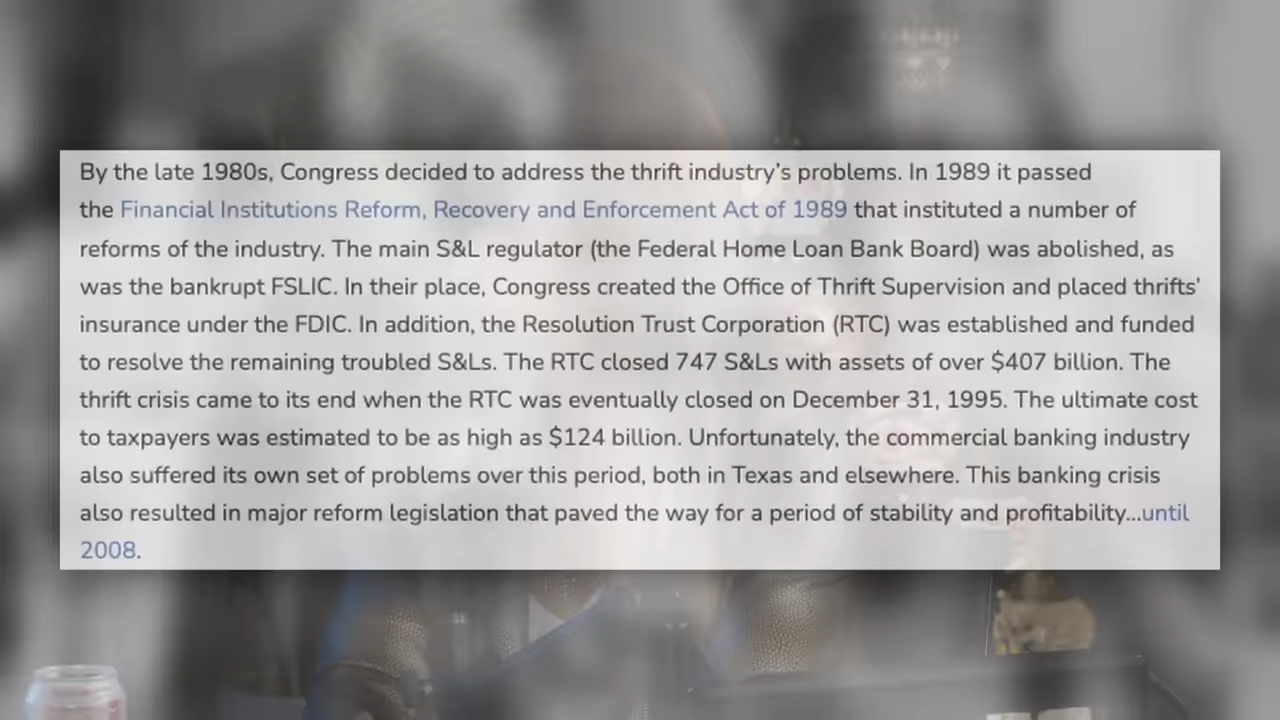 By the late 1980s, Congress decided to address the thrift industry’s problems. In 1989 it passed
the Financial Institutions Reform, Recovery and Enforcement Act of 1989 that instituted a number of
reforms of the industry. The main S&L regulator (the Federal Home Loan Bank Board) was abolished, as
was the bankrupt FSLIC. In their place, Congress created the Office of Thrift Supervision and placed thrifts’
insurance under the FDIC. In addition, the Resolution Trust Corporation (RTC) was established and funded
to resolve the remaining troubled S&Ls. The RTC closed 747 S&Ls with assets of over $407 billion. The
thrift crisis came to its end when the RTC was eventually closed on December 31, 1995. The ultimate cost
to taxpayers was estimated to be as high as $124 billion. Unfortunately, the commercial banking industry
also suffered its own set of problems over this period, both in Texas and elsewhere. This banking crisis
also resulted in major reform legislation that paved the way for a period of stability and profitability...until
2008.